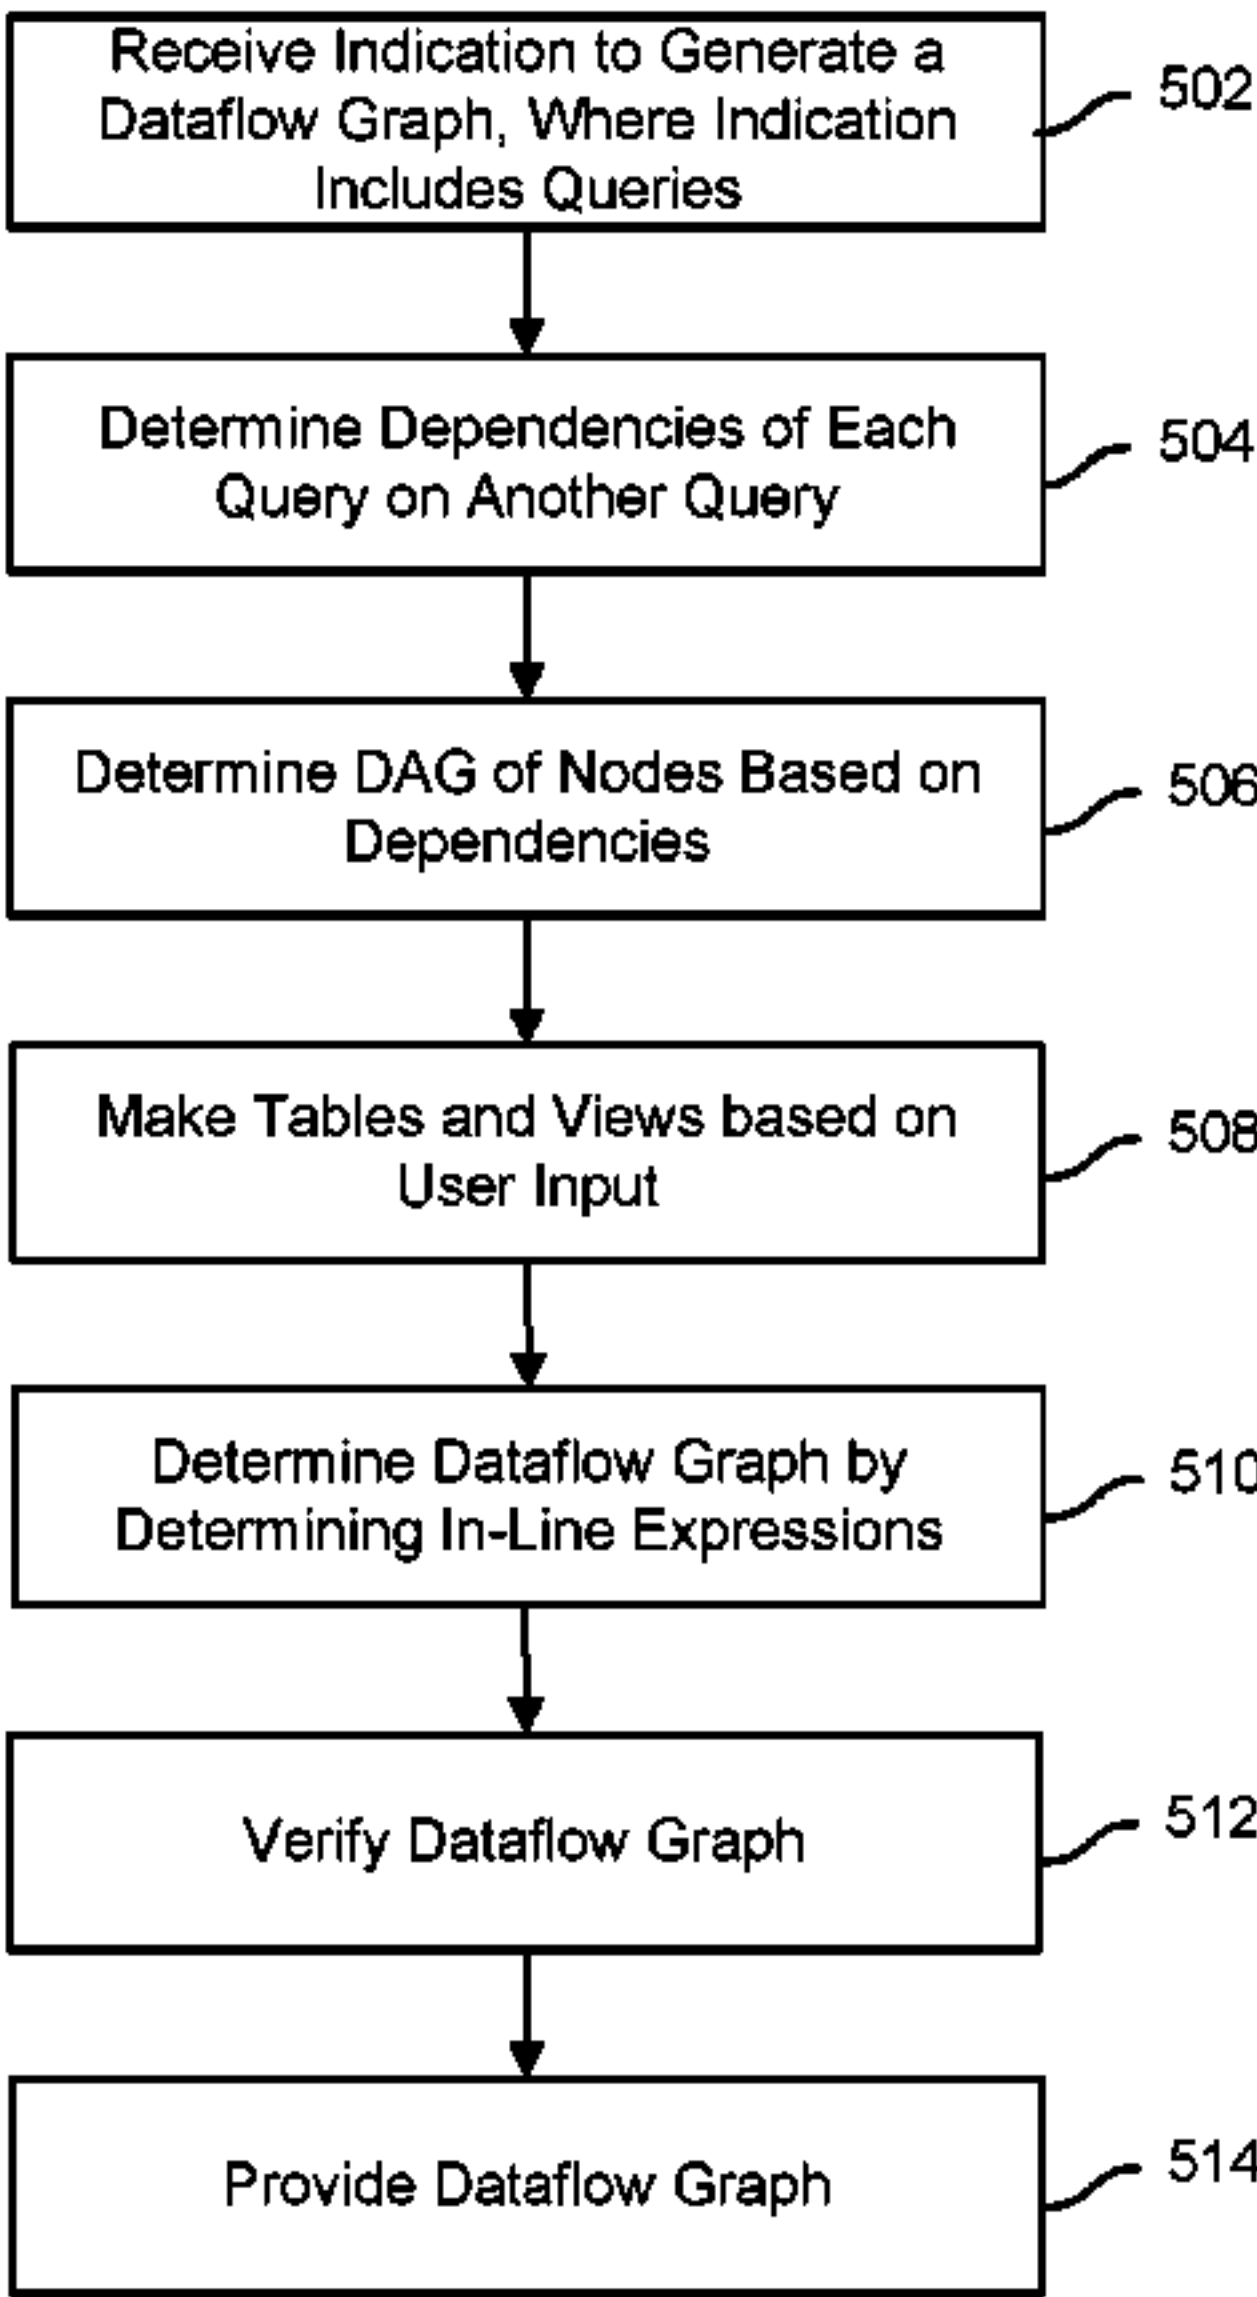 Receive Indication to Generate a
Dataflow Graph, Where Indication
Includes Queries
502
Determine Dependencies of Each
Query on Another Query
504
Determine DAG of Nodes Based on
Dependencies
506
Make Tables and Views based on
User Input
508
Determine Dataflow Graph by
Determining In-Line Expressions
510
Verify Dataflow Graph
512
Provide Dataflow Graph
514